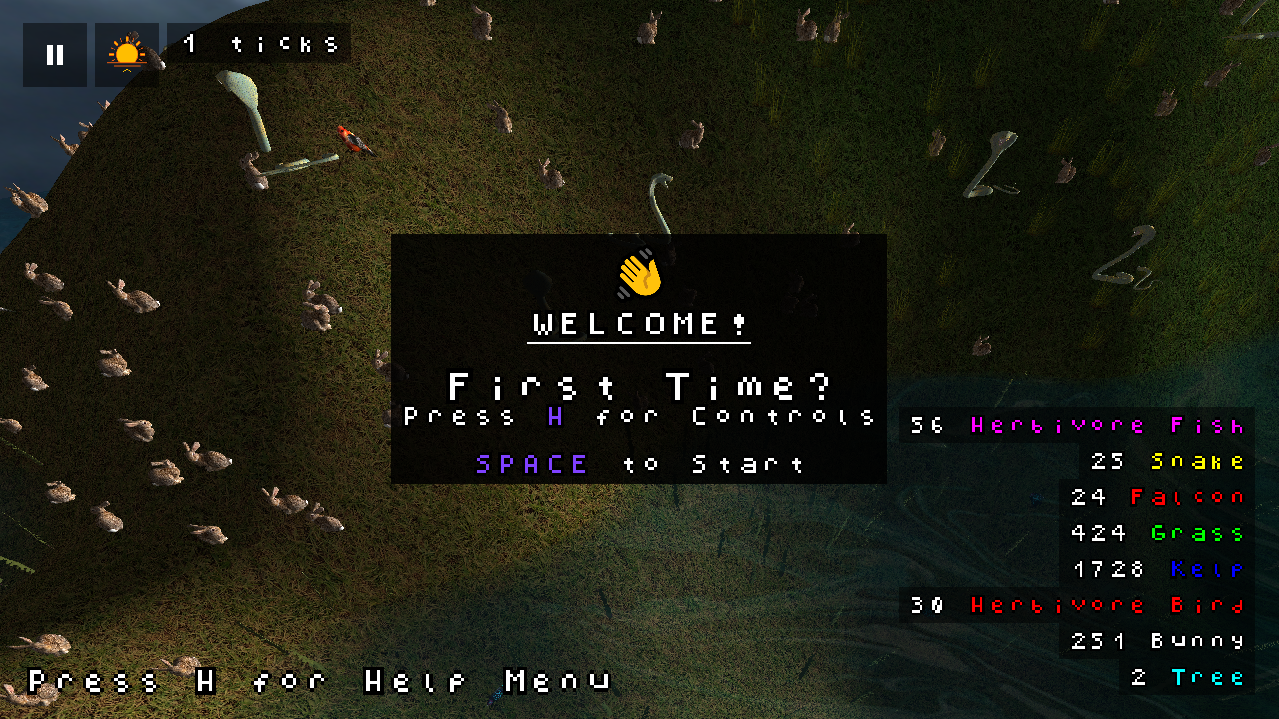 1 ticks
WELCOME!
First Time?
Press H for Controls
SPACE to Start
56 Herbivore Fish
25 Snake
24 Falcon
424 Grass
1728 Kelp
30 Herbivore Bird
251 Bunny
2 Tree
Press H for Help Menu